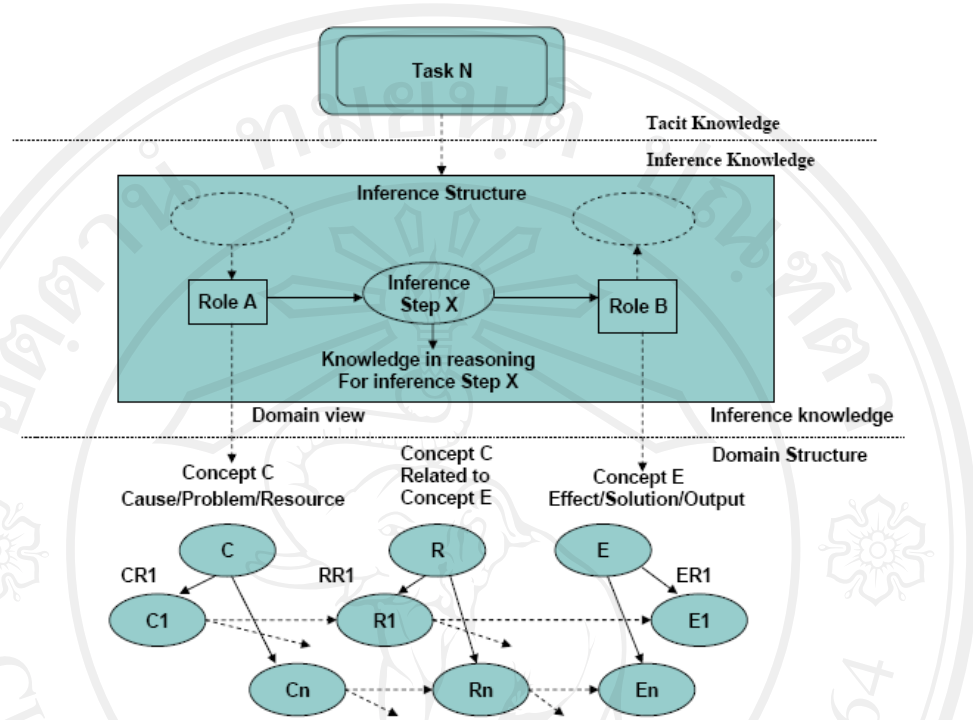 Task N
Tacit Knowledge
Inference Knowledge
Inference Structure
Role A
Inference
Step X
Role B
Knowledge in reasoning
For inference Step X
Domain view
Inference knowledge
Domain Structure
Concept C
Cause/Problem/Resource
Concept C
Related to
Concept E
Concept E
Effect/Solution/Output
C
R
E
CR1
RR1
ER1
C1
R1
E1
Cn
Rn
En
64